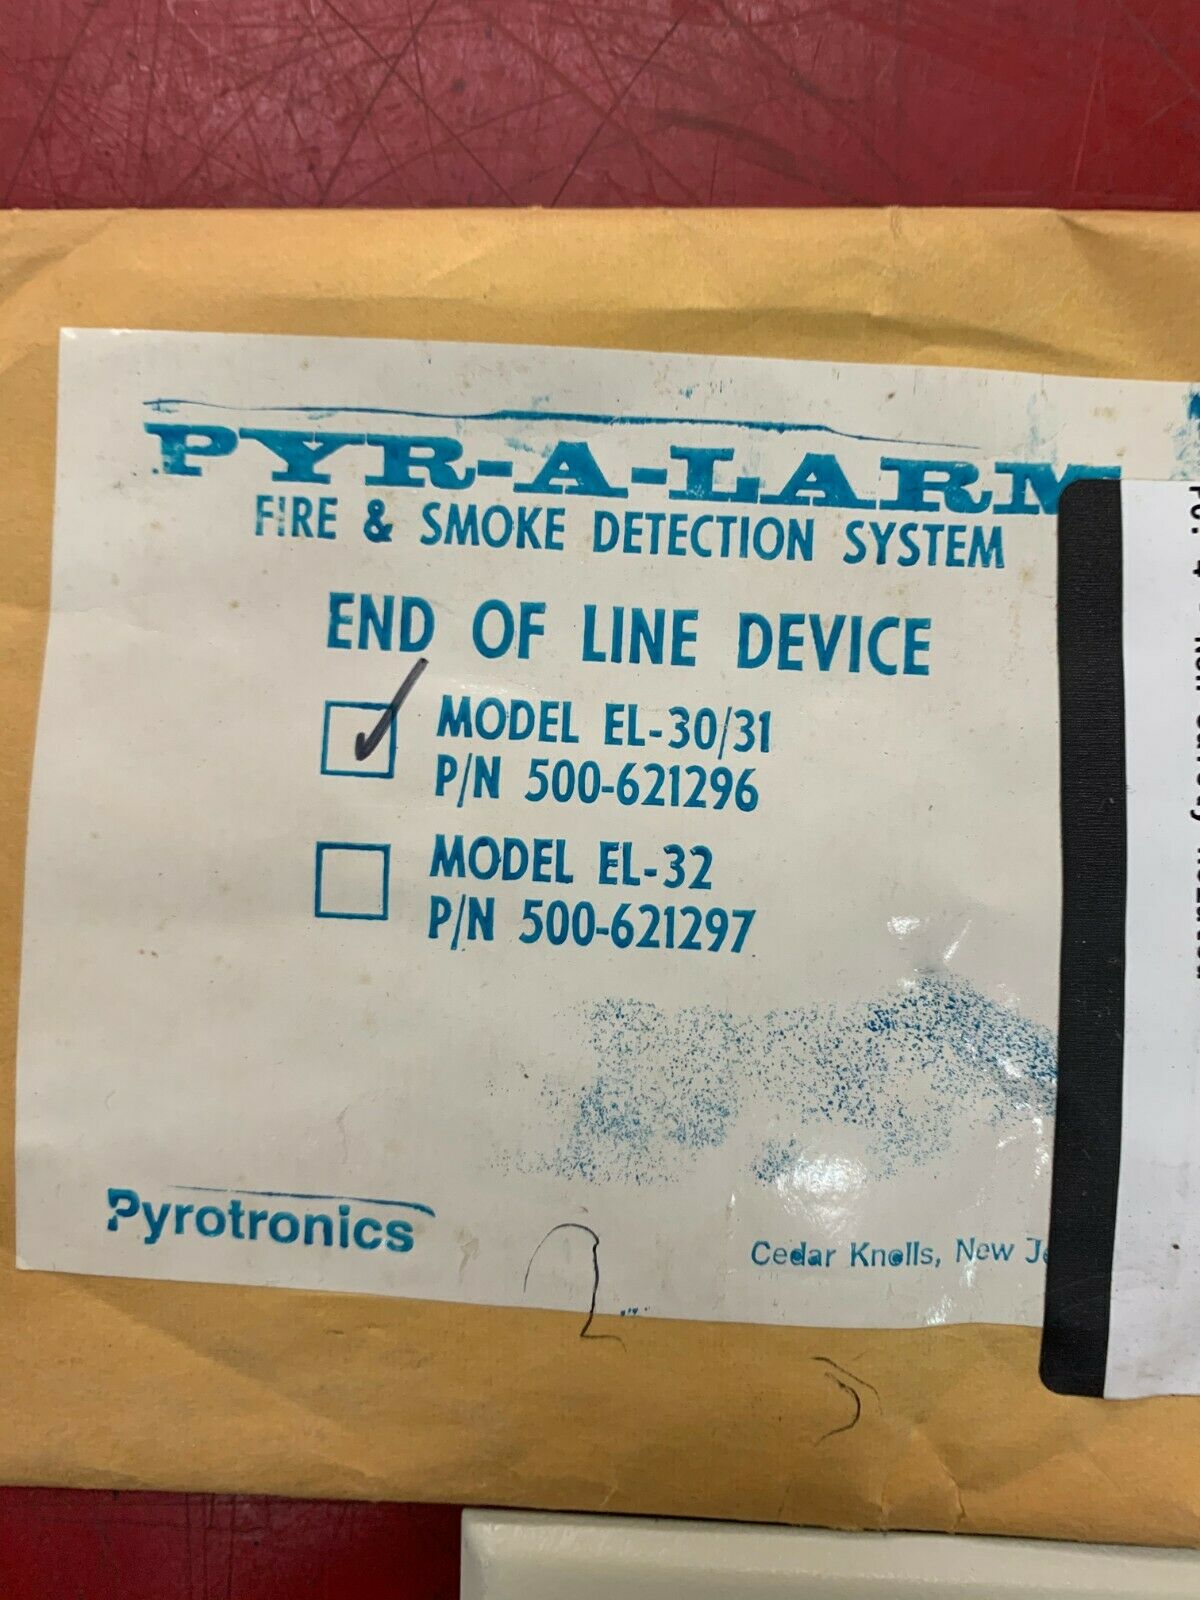 PYR-A-LARM
FIRE & SMOKE DETECTION SYSTEM
END OF LINE DEVICE
MODEL EL-30/31
P/N 500-621296
MODEL EL-32
P/N 500-621297
Pyrotronics
Cedar Knolls, New
2